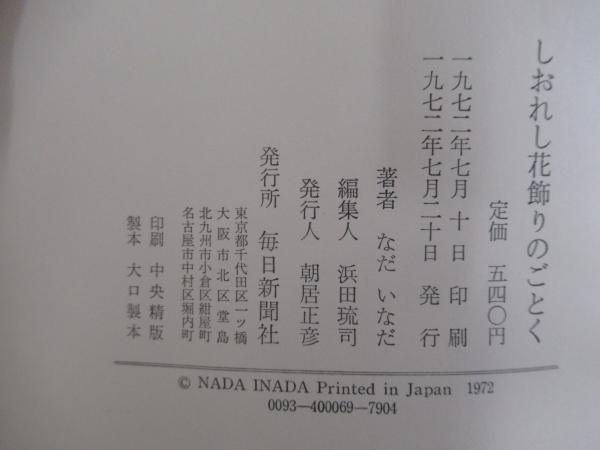 しおれし花飾りのごとく
定価 五四〇円
一九七二年七月 十 日 印 刷
一九七二年七月二十日 発 行
著者 なだ いなだ
編集人 浜田琉司
発行人 朝居正彦
発行所 毎日新聞社
東京都千代田区一ツ橋
大阪市北区堂島
北九州市小倉区紺屋町
名古屋市中村区堀内町
印刷 中央精版
製本 大口製本
© NADA INADA Printed in Japan 1972
0093—400069—7904